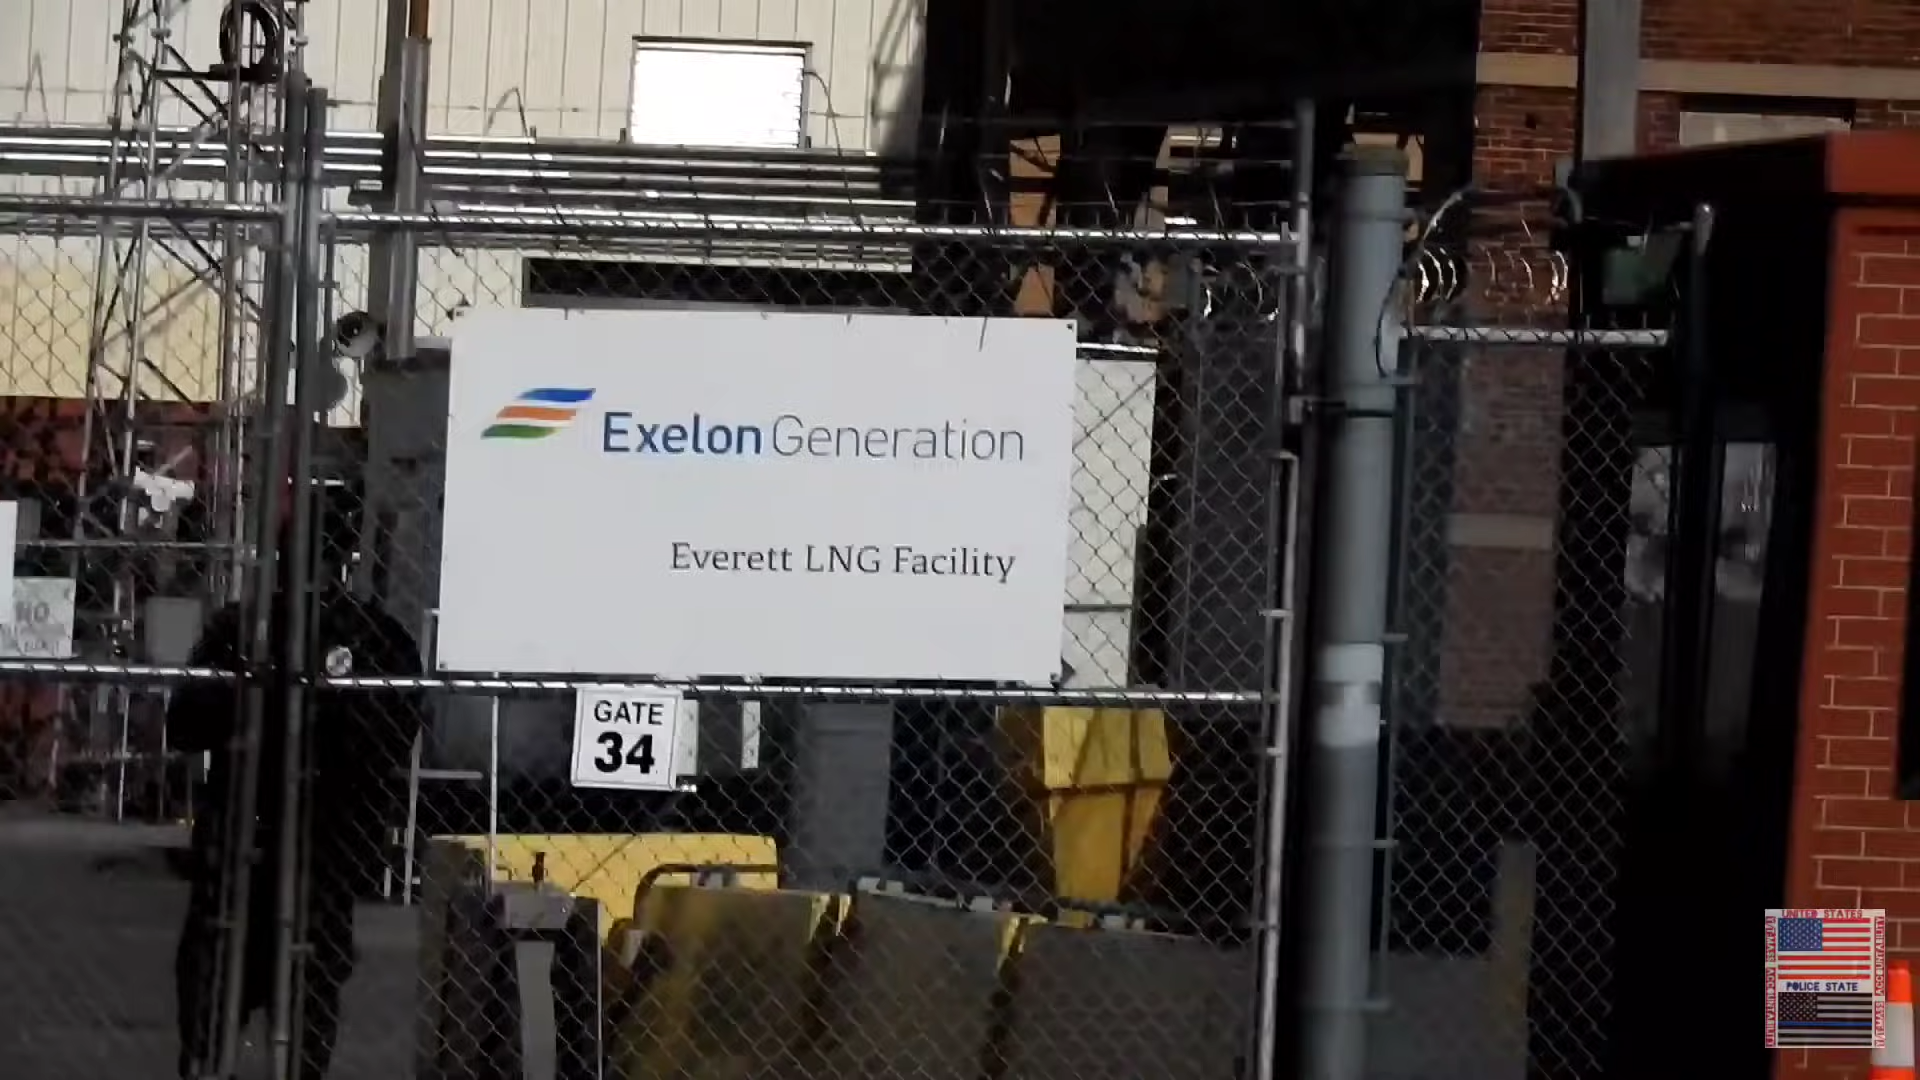 Exelon Generation
Everett LNG Facility
GATE
34
NO
UNITED STATES
POLICE STATE